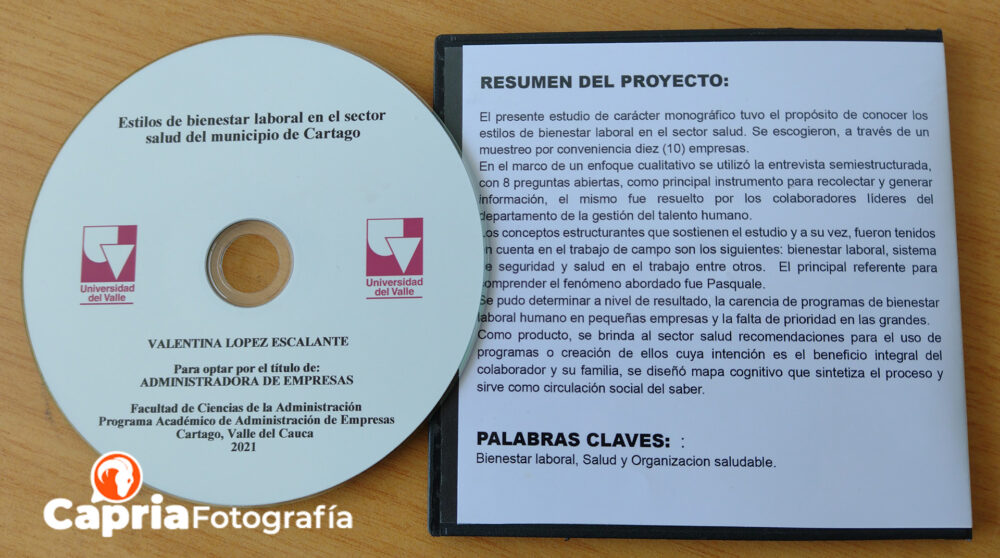 Estilos de bienestar laboral en el sector
salud del municipio de Cartago
Universidad
del Valle
Universidad
del Valle
VALENTINA LOPEZ ESCALANTE
Para optar por el título de:
ADMINISTRADORA DE EMPRESAS
Facultad de Ciencias de la Administración
Programa Académico de Administración de Empresas
Cartago, Valle del Cauca
2021
CapriaFotografía
RESUMEN DEL PROYECTO:
El presente estudio de carácter monográfico tuvo el propósito de conocer los
estilos de bienestar laboral en el sector salud. Se escogieron, a través de un
muestreo por conveniencia diez (10) empresas.
En el marco de un enfoque cualitativo se utilizó la entrevista semiestructurada,
con 8 preguntas abiertas, como principal instrumento para recolectar y generar
información, el mismo fue resuelto por los colaboradores líderes del
departamento de la gestión del talento humano.
Los conceptos estructurantes que sostienen el estudio y a su vez, fueron tenidos
en cuenta en el trabajo de campo son los siguientes: bienestar laboral, sistema
de seguridad y salud en el trabajo entre otros. El principal referente para
comprender el fenómeno abordado fue Pasquale.
Se pudo determinar a nivel de resultado, la carencia de programas de bienestar
laboral humano en pequeñas empresas y la falta de prioridad en las grandes.
Como producto, se brinda al sector salud recomendaciones para el uso de
programas o creación de ellos cuya intención es el beneficio integral del
colaborador y su familia, se diseñó mapa cognitivo que sintetiza el proceso y
sirve como circulación social del saber.
PALABRAS CLAVES: :
Bienestar laboral, Salud y Organizacion saludable.